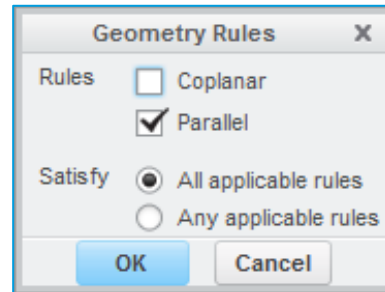 Geometry Rules X
Rules Coplanar
Parallel
Satisfy All applicable rules
Any applicable rules
OK Cancel